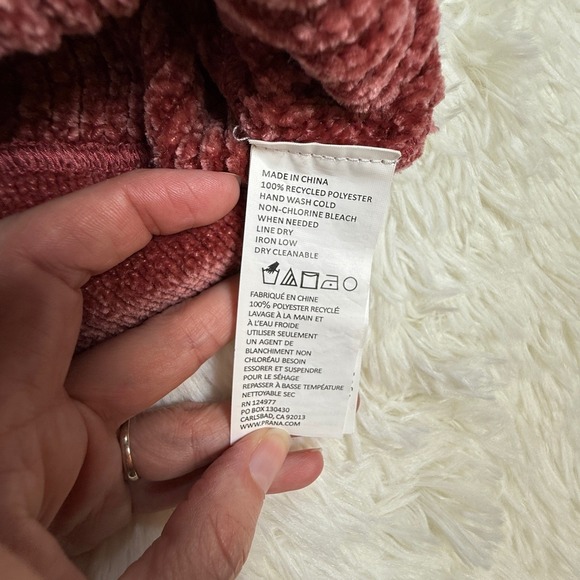 MADE IN CHINA
100% RECYCLED POLYESTER
HAND WASH COLD
NON-CHLORINE BLEACH
WHEN NEEDED
LINE DRY
IRON LOW
DRY CLEANABLE
FABRIQUÉ EN CHINE
100% POLYESTER RECYCLÉ
LAVAGE À LA MAIN ET
À L'EAU FROIDE
UTILISER SEULEMENT
UN AGENT DE
BLANCHIMENT NON
CHLORÉAU BESOIN
ESSORER ET SUSPENDRE
POUR LE SÉHAGE
REPASSER À BASSE TEMPÉATURE
NETTOYABLE SEC
RN 124977
PO BOX 130430
CARLSBAD, CA 92013
WWW.PRANA.COM